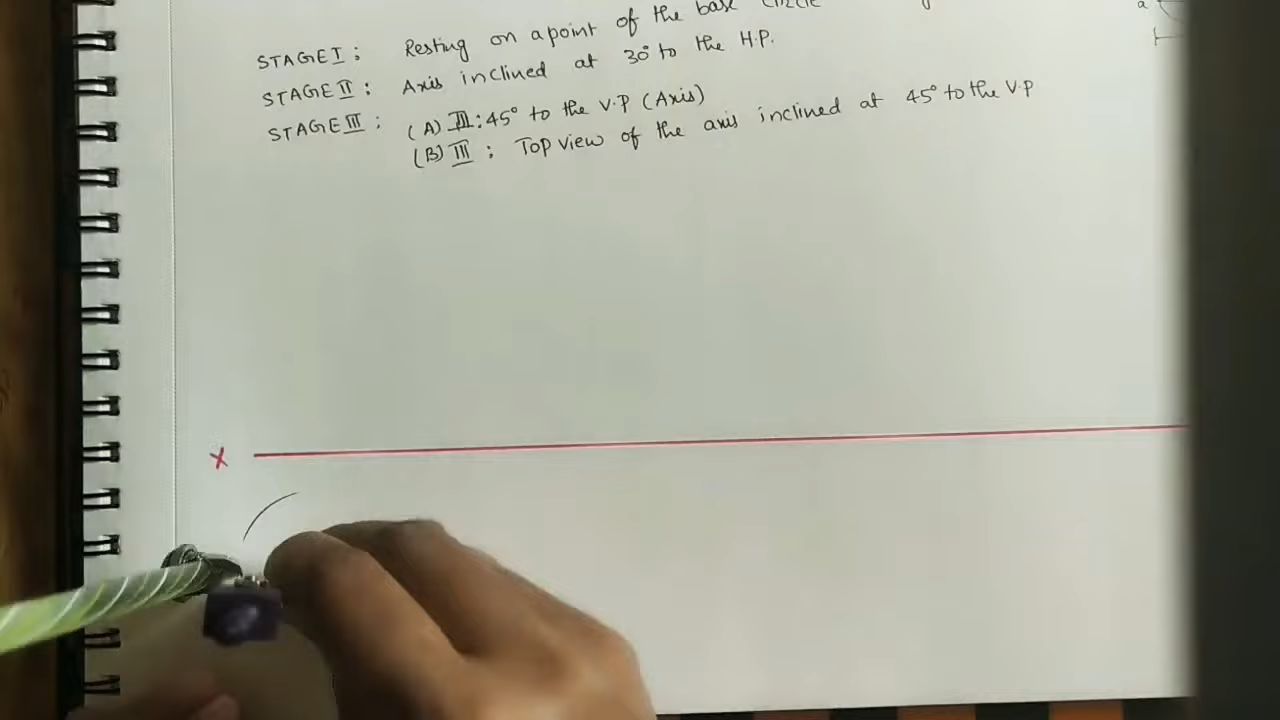 STAGE I : Resting on a point of the base circle
STAGE II : Axis inclined at 30° to the H.P.
STAGE III : (A) III : 45° to the V.P (Axis)
(B) III : Top view of the axis inclined at 45° to the V.P
a
X